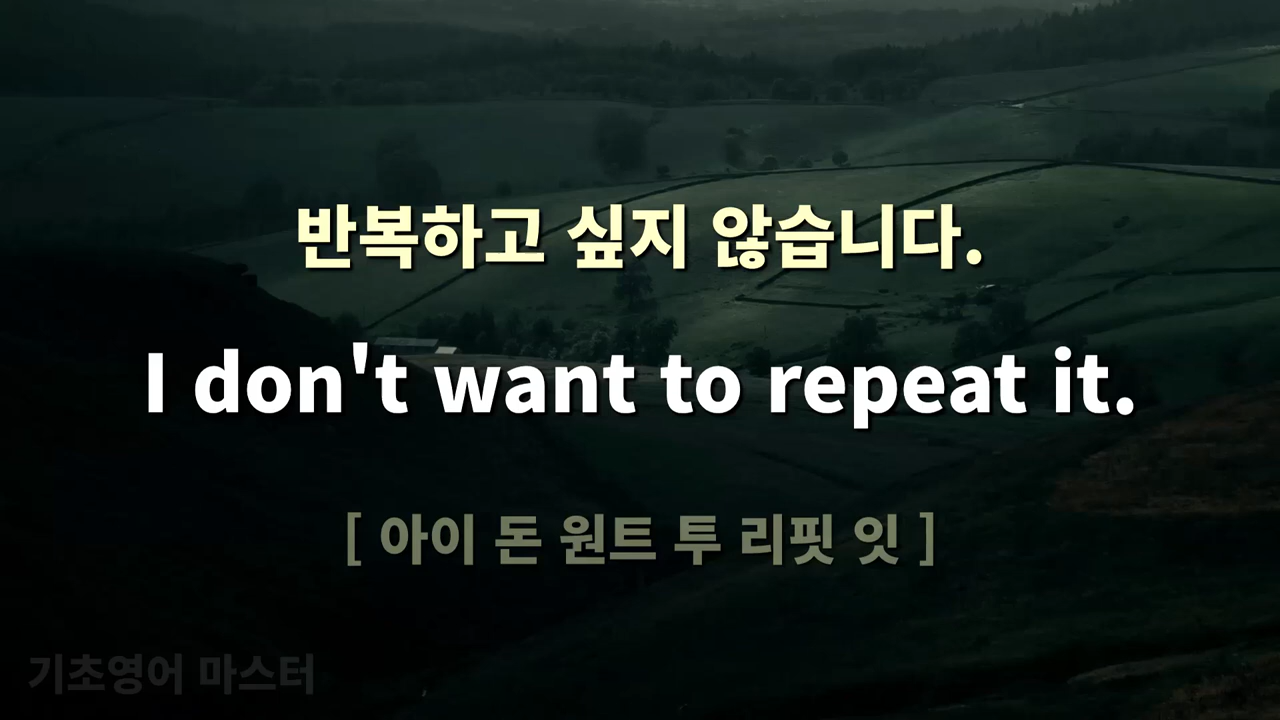 반복하고 싶지 않습니다.
I don't want to repeat it.
[ 아이 돈 원트 투 리핏 잇 ]
기초영어 마스터